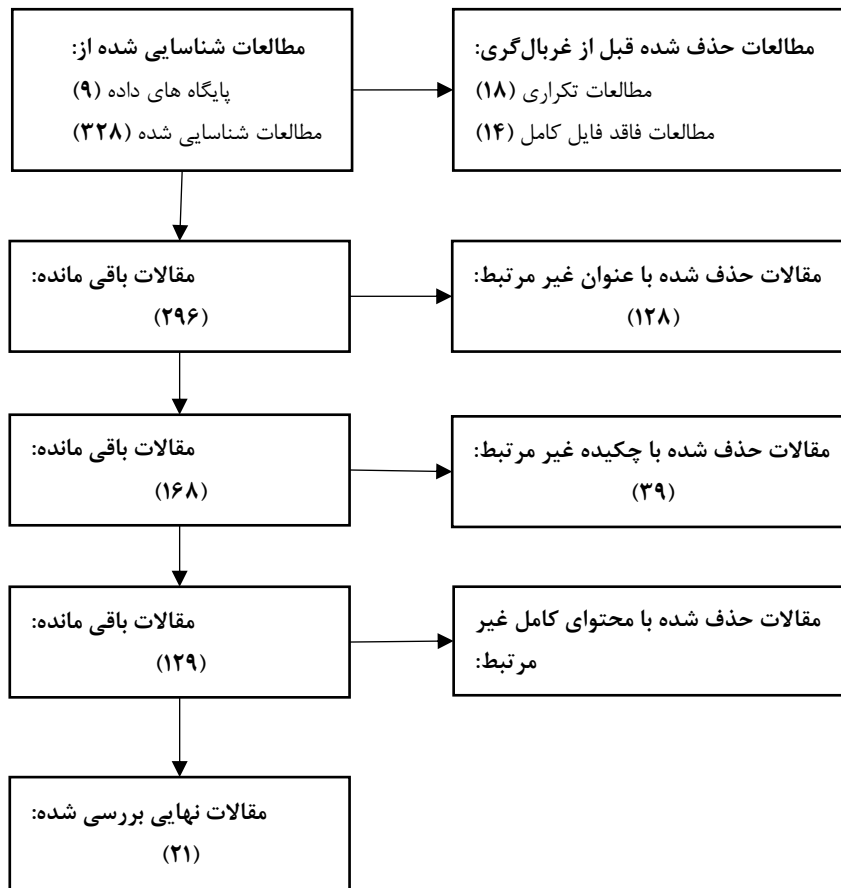 مطالعات شناسایی شده از:
پایگاه های داده (۹)
مطالعات شناسایی شده (۳۲۸)
مطالعات حذف شده قبل از غربال‌گری:
مطالعات تکراری (۱۸)
مطالعات فاقد فایل کامل (۱۴)
مقالات باقی مانده:
(۲۹۶)
مقالات حذف شده با عنوان غیر مرتبط:
(۱۲۸)
مقالات باقی مانده:
(۱۶۸)
مقالات حذف شده با چکیده غیر مرتبط:
(۳۹)
مقالات باقی مانده:
(۱۲۹)
مقالات حذف شده با محتوای کامل غیر
مرتبط:
مقالات نهایی بررسی شده:
(۲۱)